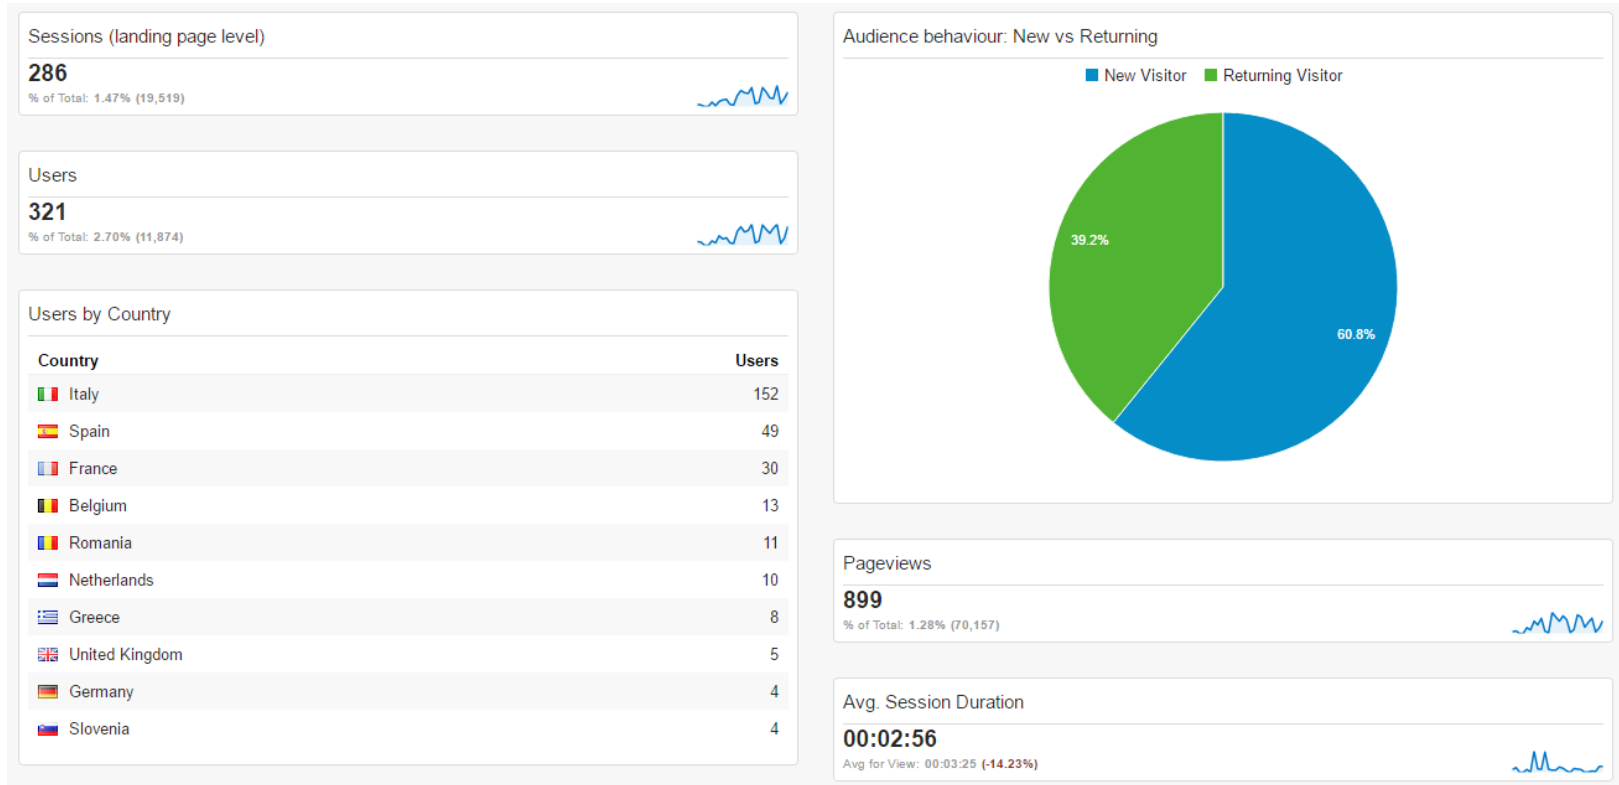 Sessions (landing page level)
286
% of Total: 1.47% (19,519)
Users
321
% of Total: 2.70% (11,874)
Users by Country
Country Users
Italy 152
Spain 49
France 30
Belgium 13
Romania 11
Netherlands 10
Greece 8
United Kingdom 5
Germany 4
Slovenia 4
Audience behaviour: New vs Returning
New Visitor Returning Visitor
39.2%
60.8%
Pageviews
899
% of Total: 1.28% (70,157)
Avg. Session Duration
00:02:56
Avg for View: 00:03:25 (-14.23%)